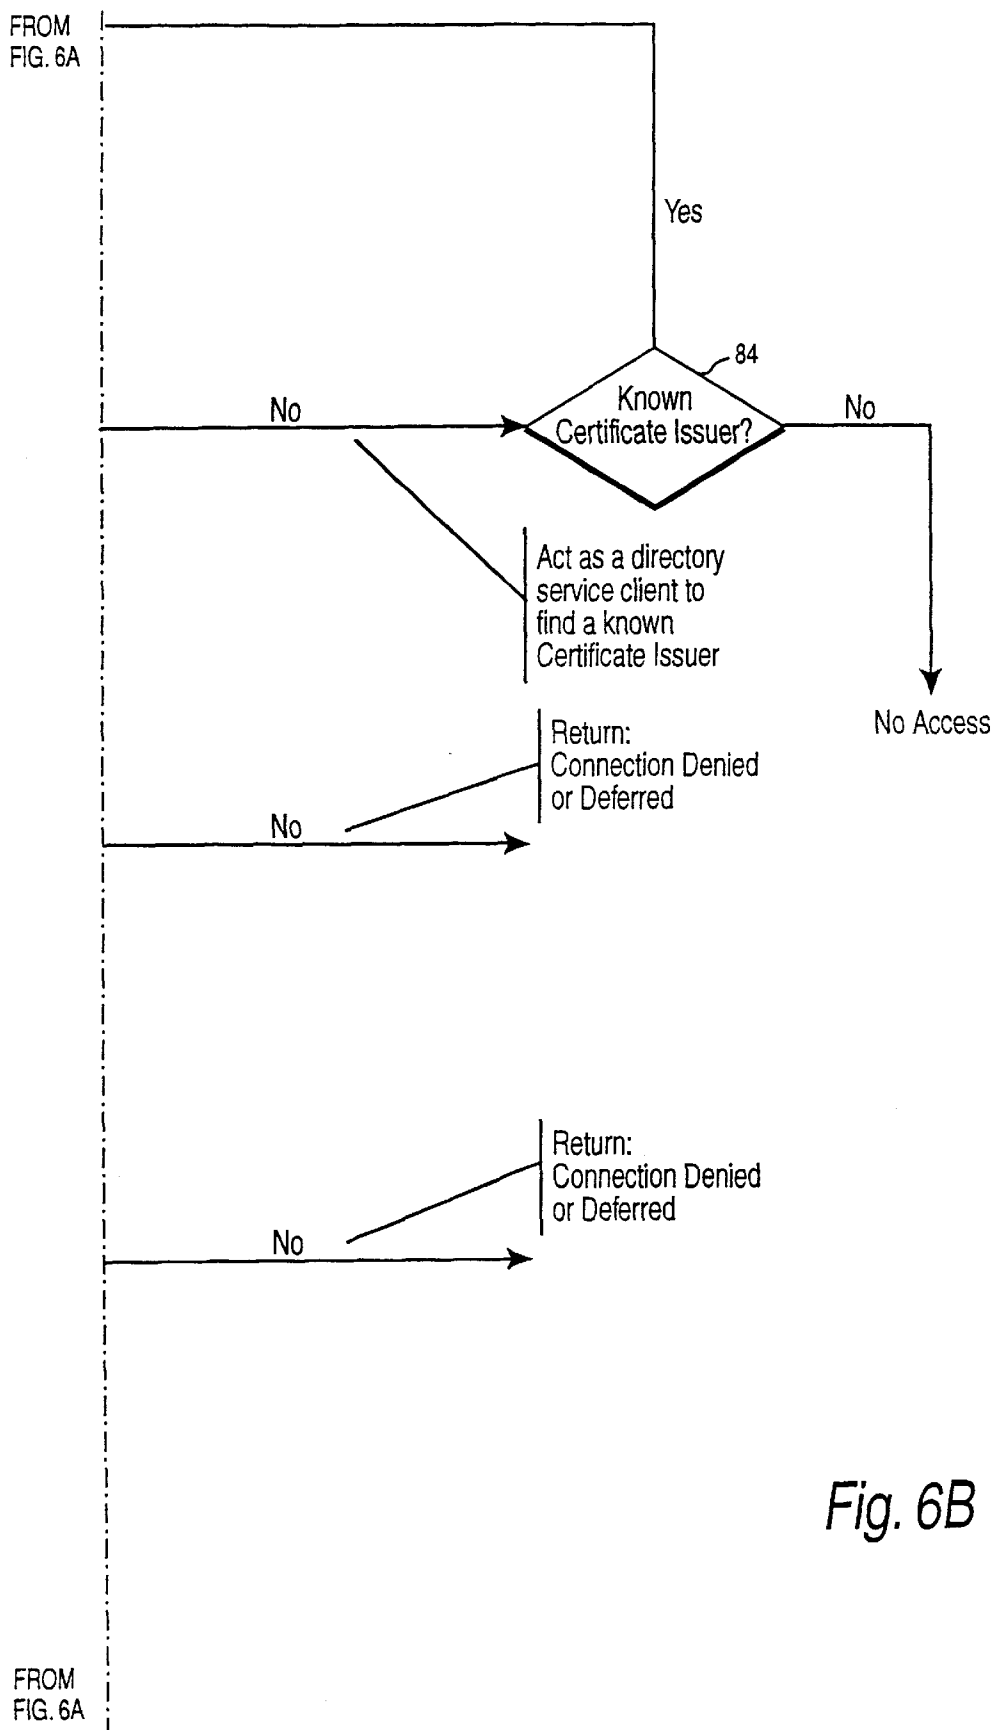 FROM
FIG. 6A
Yes
84
Known
Certificate Issuer?
No
No
Act as a directory
service client to
find a known
Certificate Issuer
No Access
Return:
Connection Denied
or Deferred
No
Return:
Connection Denied
or Deferred
No
Fig. 6B
FROM
FIG. 6A